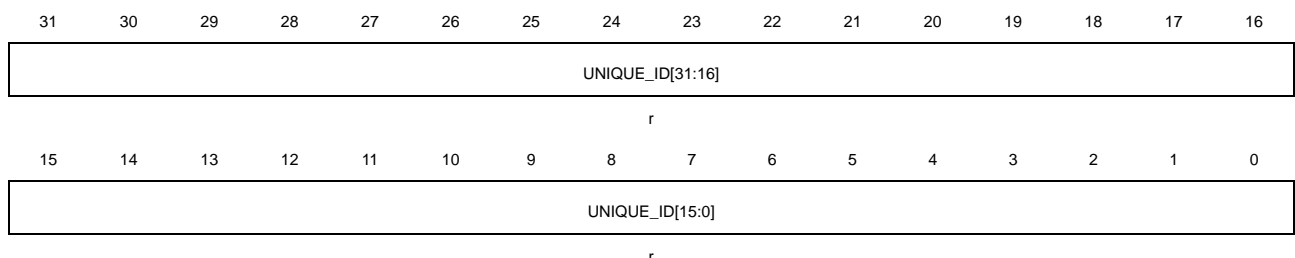 31 30 29 28 27 26 25 24 23 22 21 20 19 18 17 16
UNIQUE_ID[31:16]
r
15 14 13 12 11 10 9 8 7 6 5 4 3 2 1 0
UNIQUE_ID[15:0]
r